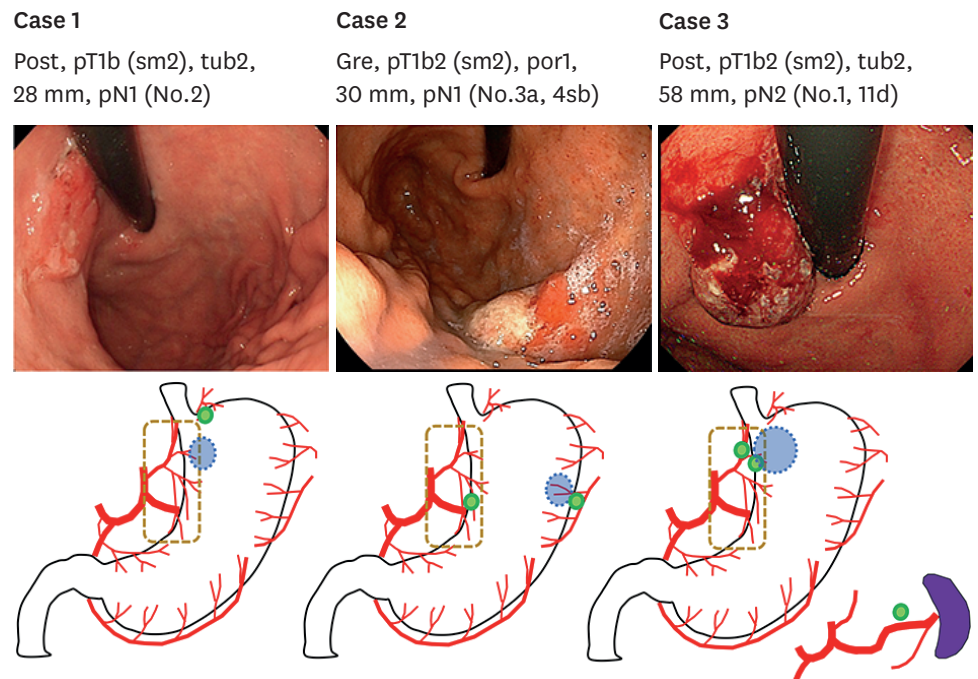 Case 1
Post, pT1b (sm2), tub2,
28 mm, pN1 (No.2)
Case 2
Gre, pT1b2 (sm2), por1,
30 mm, pN1 (No.3a, 4sb)
Case 3
Post, pT1b2 (sm2), tub2,
58 mm, pN2 (No.1, 11d)